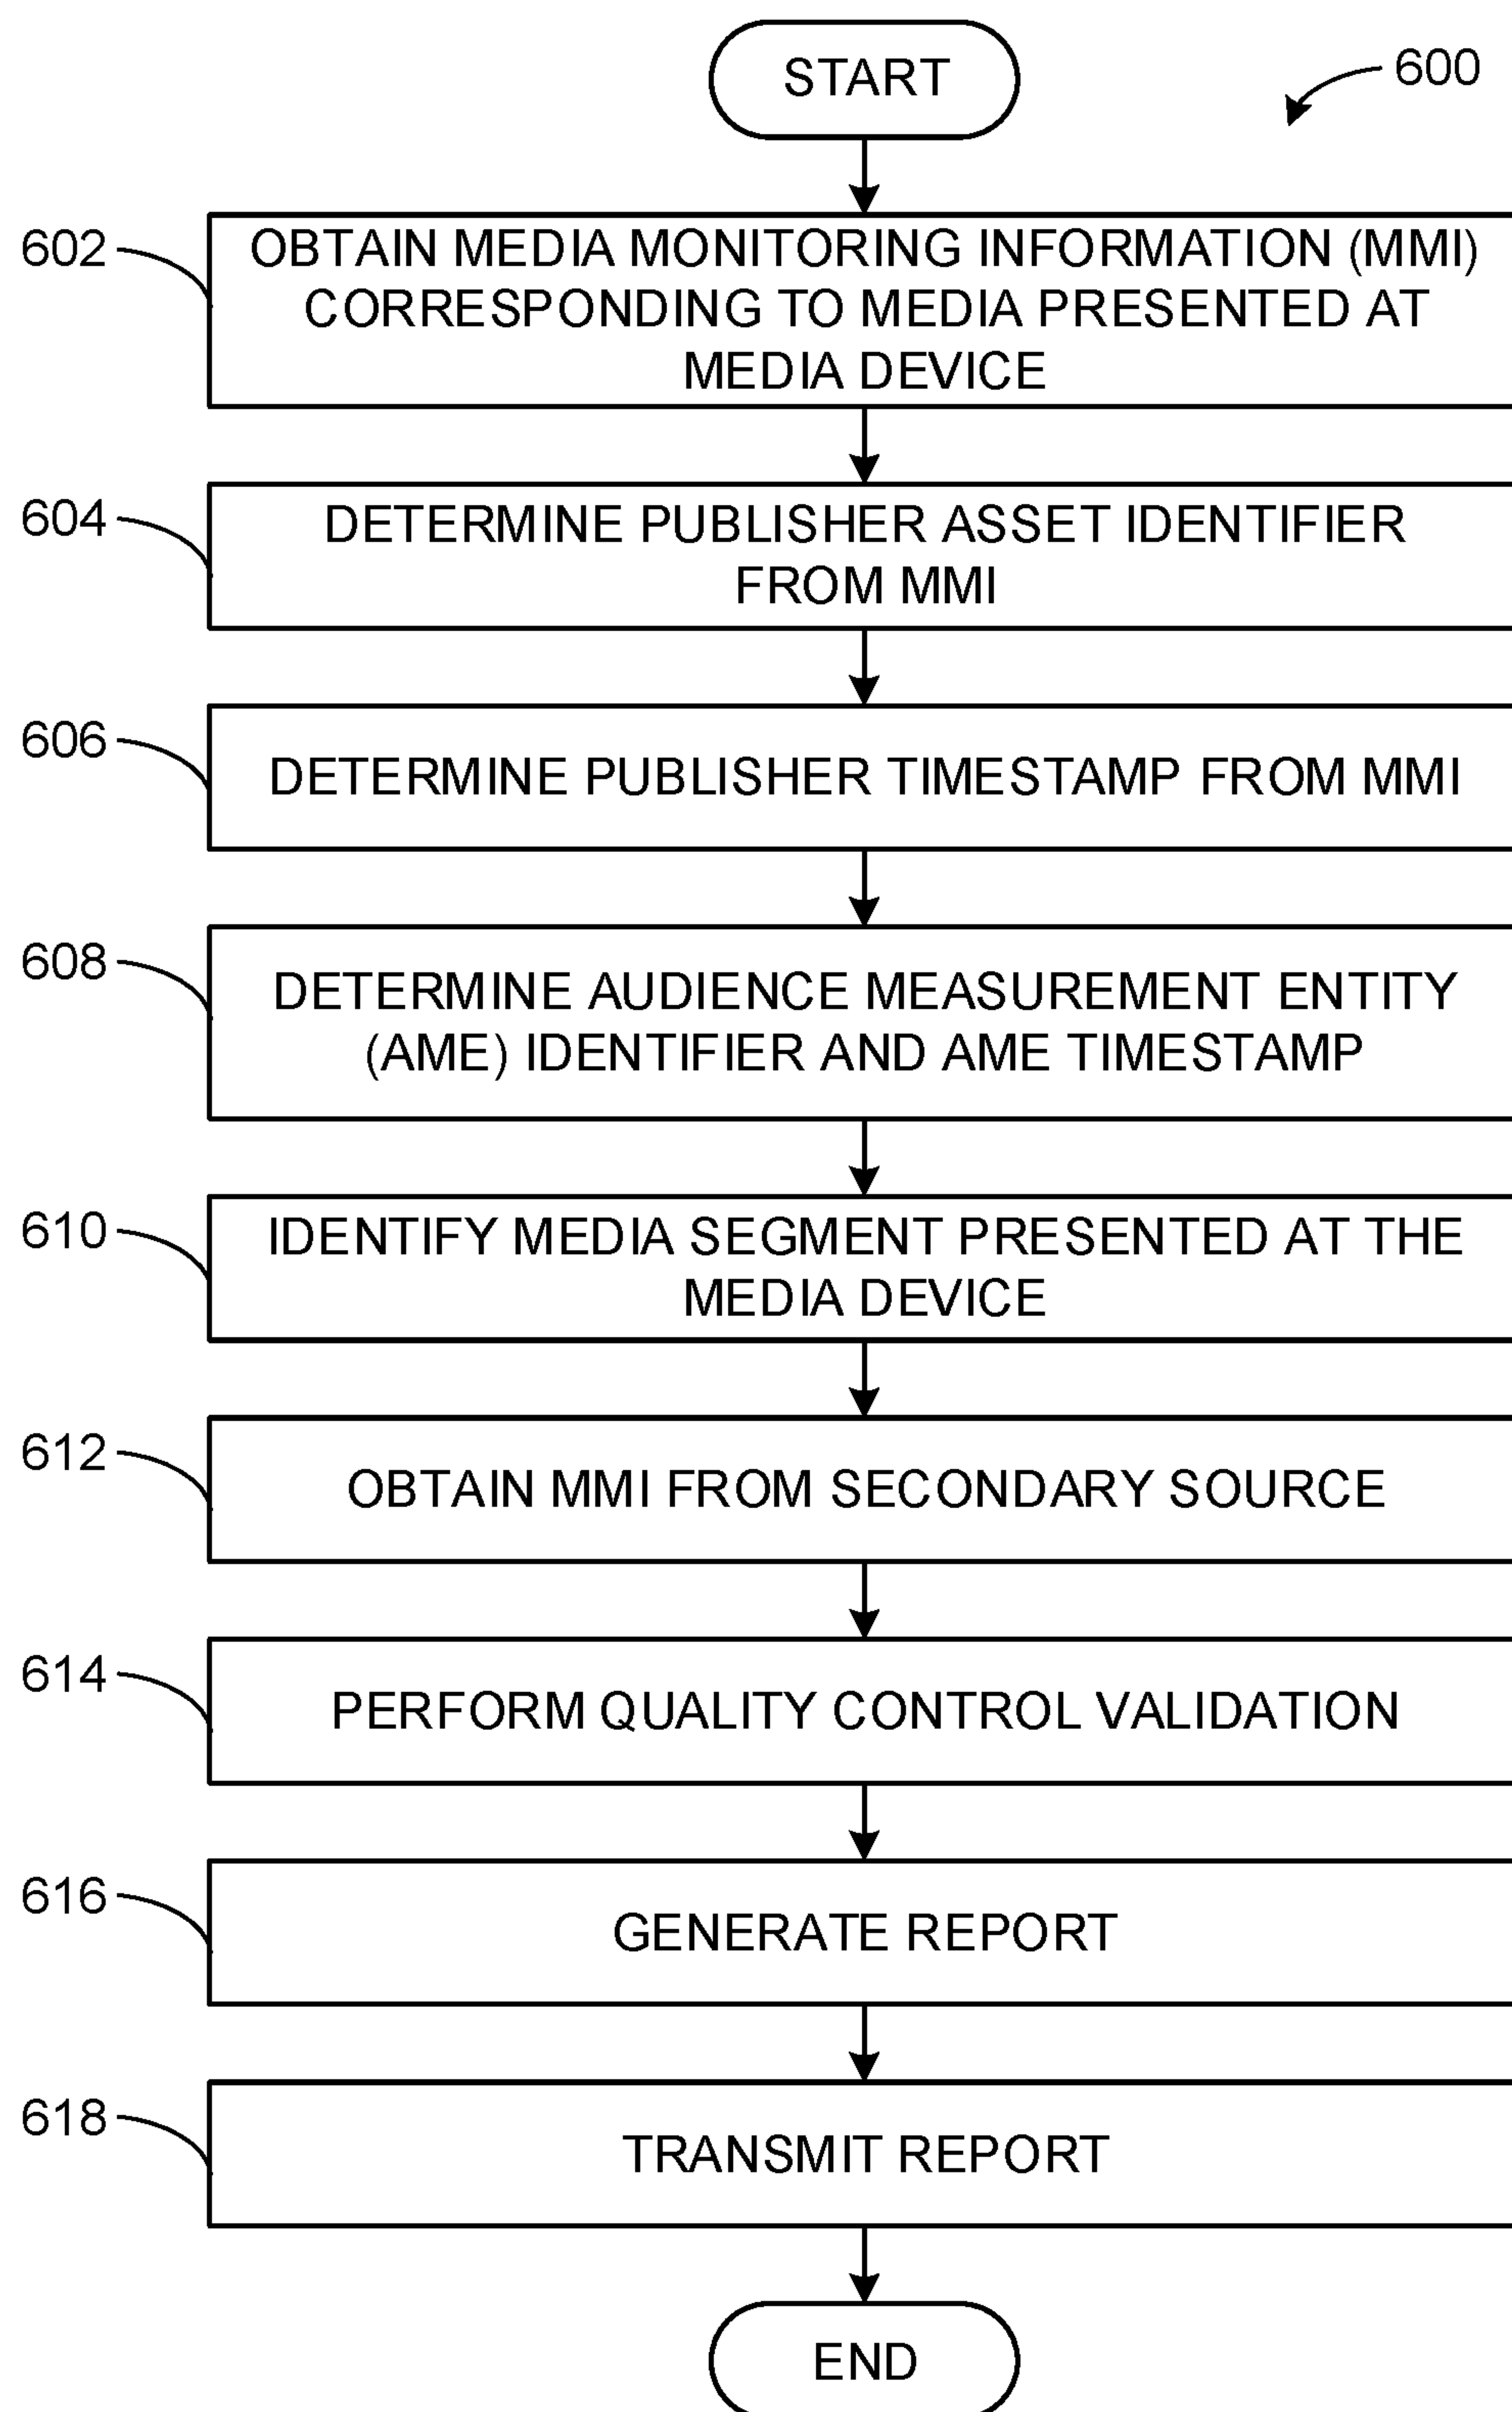 START
600
602
OBTAIN MEDIA MONITORING INFORMATION (MMI)
CORRESPONDING TO MEDIA PRESENTED AT
MEDIA DEVICE
604
DETERMINE PUBLISHER ASSET IDENTIFIER
FROM MMI
606
DETERMINE PUBLISHER TIMESTAMP FROM MMI
608
DETERMINE AUDIENCE MEASUREMENT ENTITY
(AME) IDENTIFIER AND AME TIMESTAMP
610
IDENTIFY MEDIA SEGMENT PRESENTED AT THE
MEDIA DEVICE
612
OBTAIN MMI FROM SECONDARY SOURCE
614
PERFORM QUALITY CONTROL VALIDATION
616
GENERATE REPORT
618
TRANSMIT REPORT
END